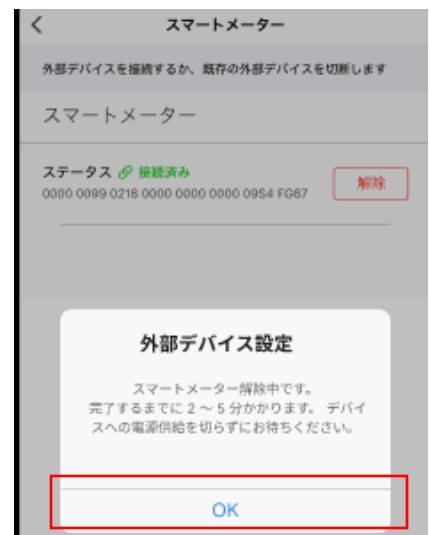 スマートメーター
外部デバイスを接続するか、既存の外部デバイスを切断します
スマートメーター
ステータス 接続済み
0000 0099 0218 0000 0000 0000 0954 FG67
解除
外部デバイス設定
スマートメーター解除中です。
完了するまでに 2 〜 5 分かかります。 デバイ
スへの電源供給を切らずにお待ちください。
OK